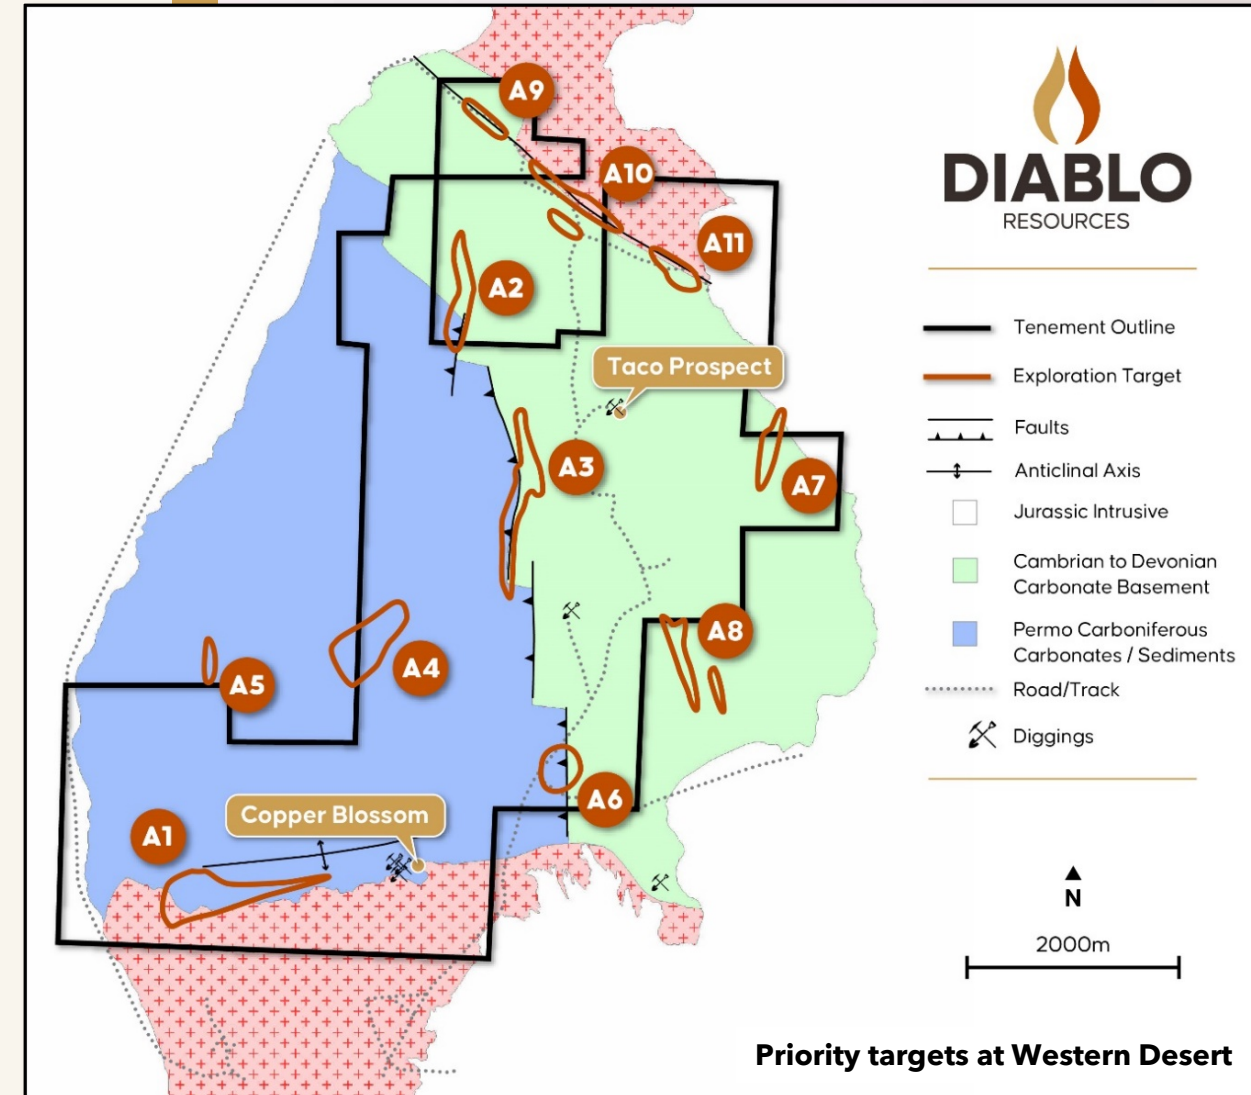 A9
A10
A11
A2
Taco Prospect
A3
A7
A8
A4
A5
A6
Copper Blossom
A1
DIABLO
RESOURCES
Tenement Outline
Exploration Target
Faults
Anticlinal Axis
Jurassic Intrusive
Cambrian to Devonian
Carbonate Basement
Permo Carboniferous
Carbonates / Sediments
Road/Track
Diggings
N
2000m
Priority targets at Western Desert